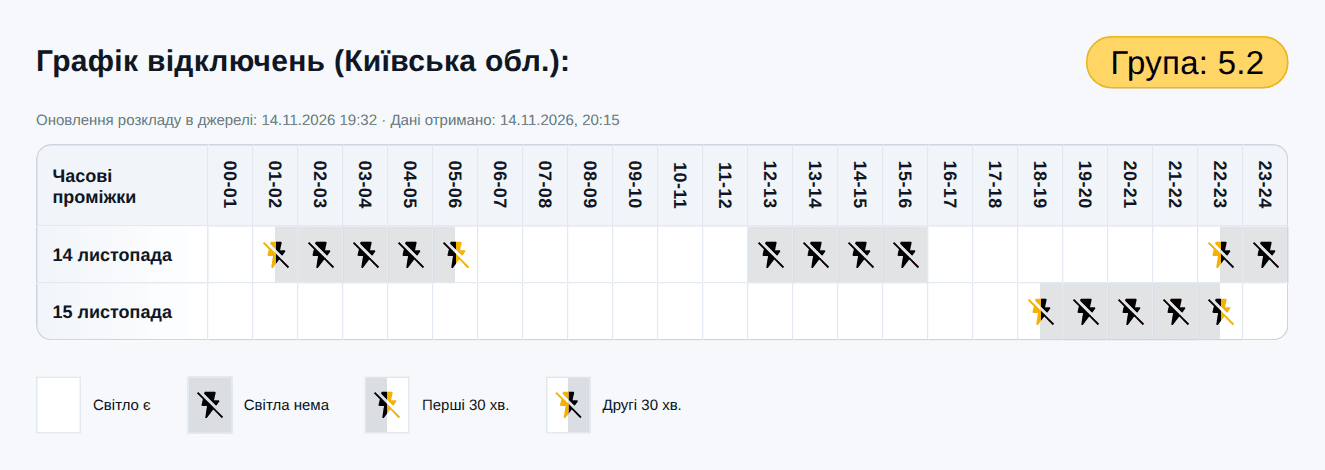 Графік відключень (Київська обл.):
Група: 5.2
Оновлення розкладу в джерелі: 14.11.2026 19:32 · Дані отримано: 14.11.2026, 20:15
Часові
проміжки
00-01
01-02
02-03
03-04
04-05
05-06
06-07
07-08
08-09
09-10
10-11
11-12
12-13
13-14
14-15
15-16
16-17
17-18
18-19
19-20
20-21
21-22
22-23
23-24
14 листопада
15 листопада
Світло є
Світла нема
Перші 30 хв.
Другі 30 хв.